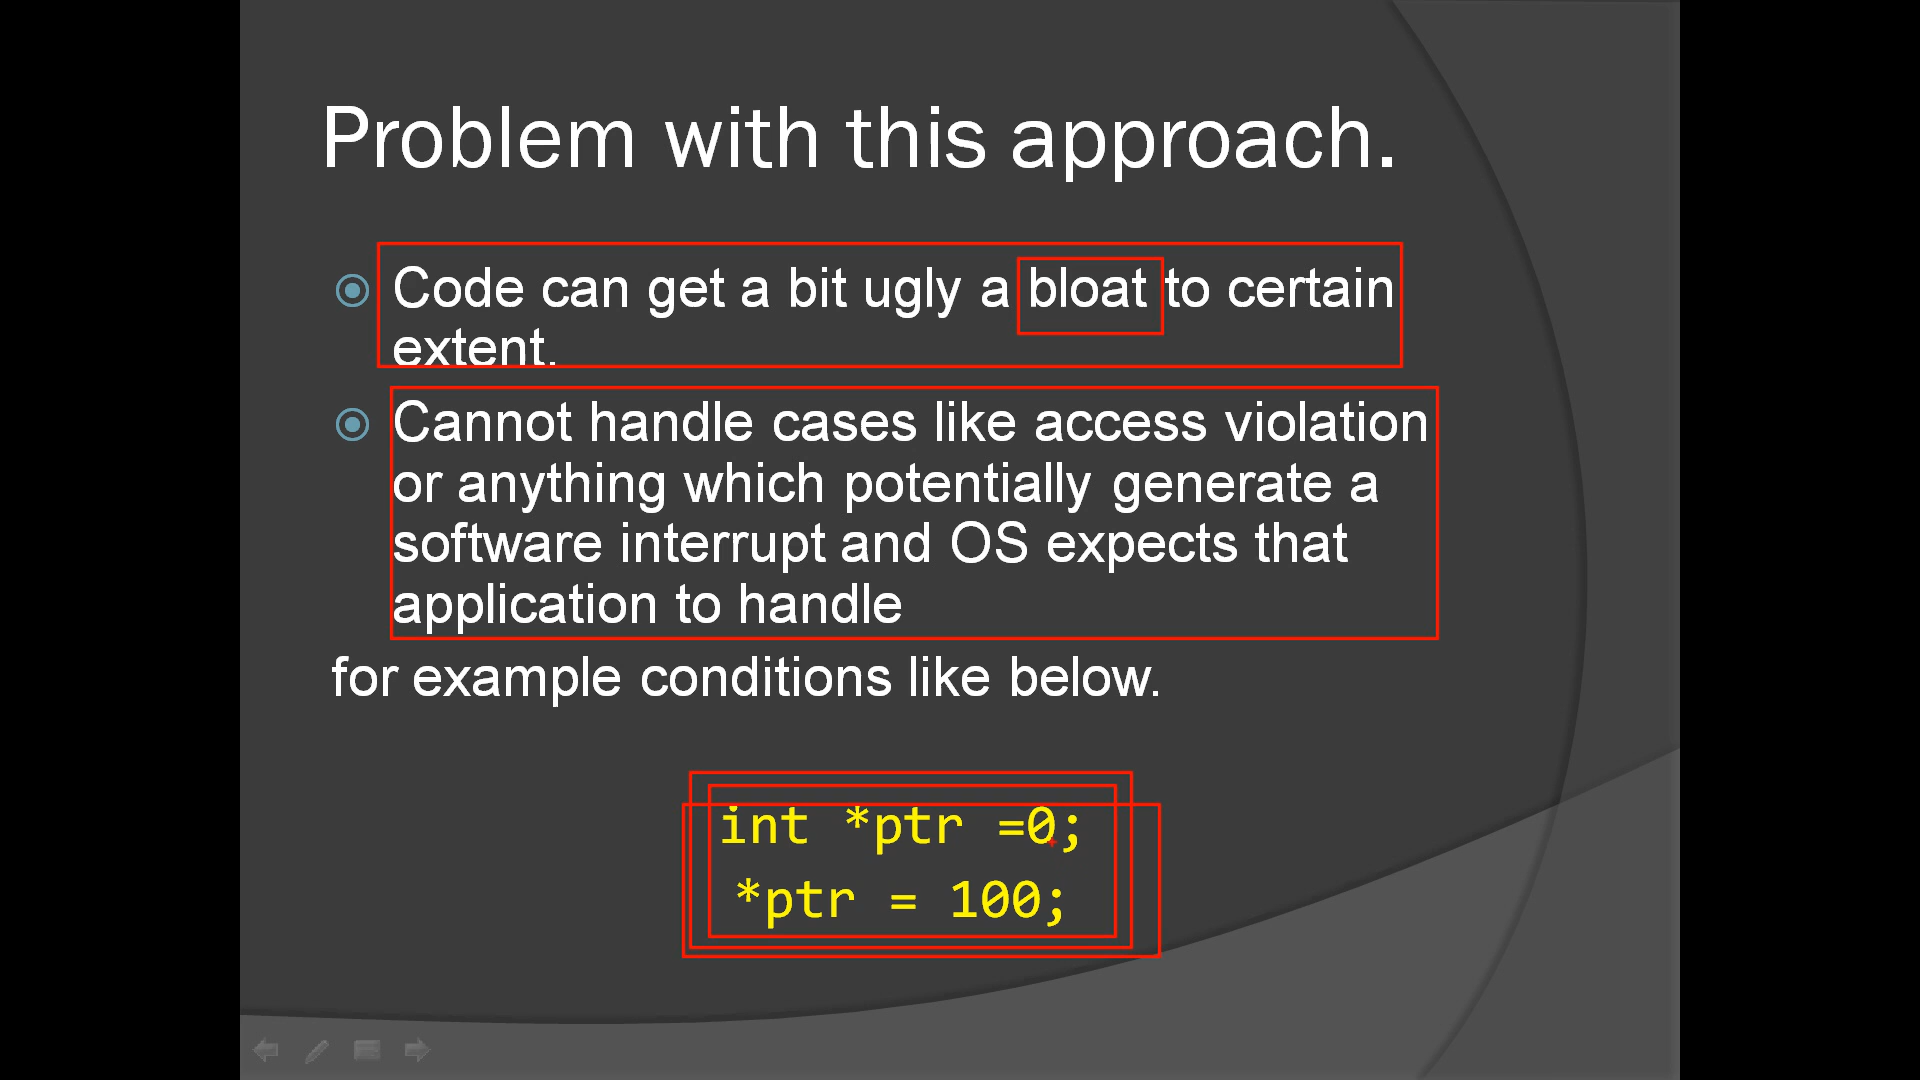 Problem with this approach.
Code can get a bit ugly a bloat to certain
extent.
Cannot handle cases like access violation
or anything which potentially generate a
software interrupt and OS expects that
application to handle
for example conditions like below.
int *ptr =0;
*ptr = 100;